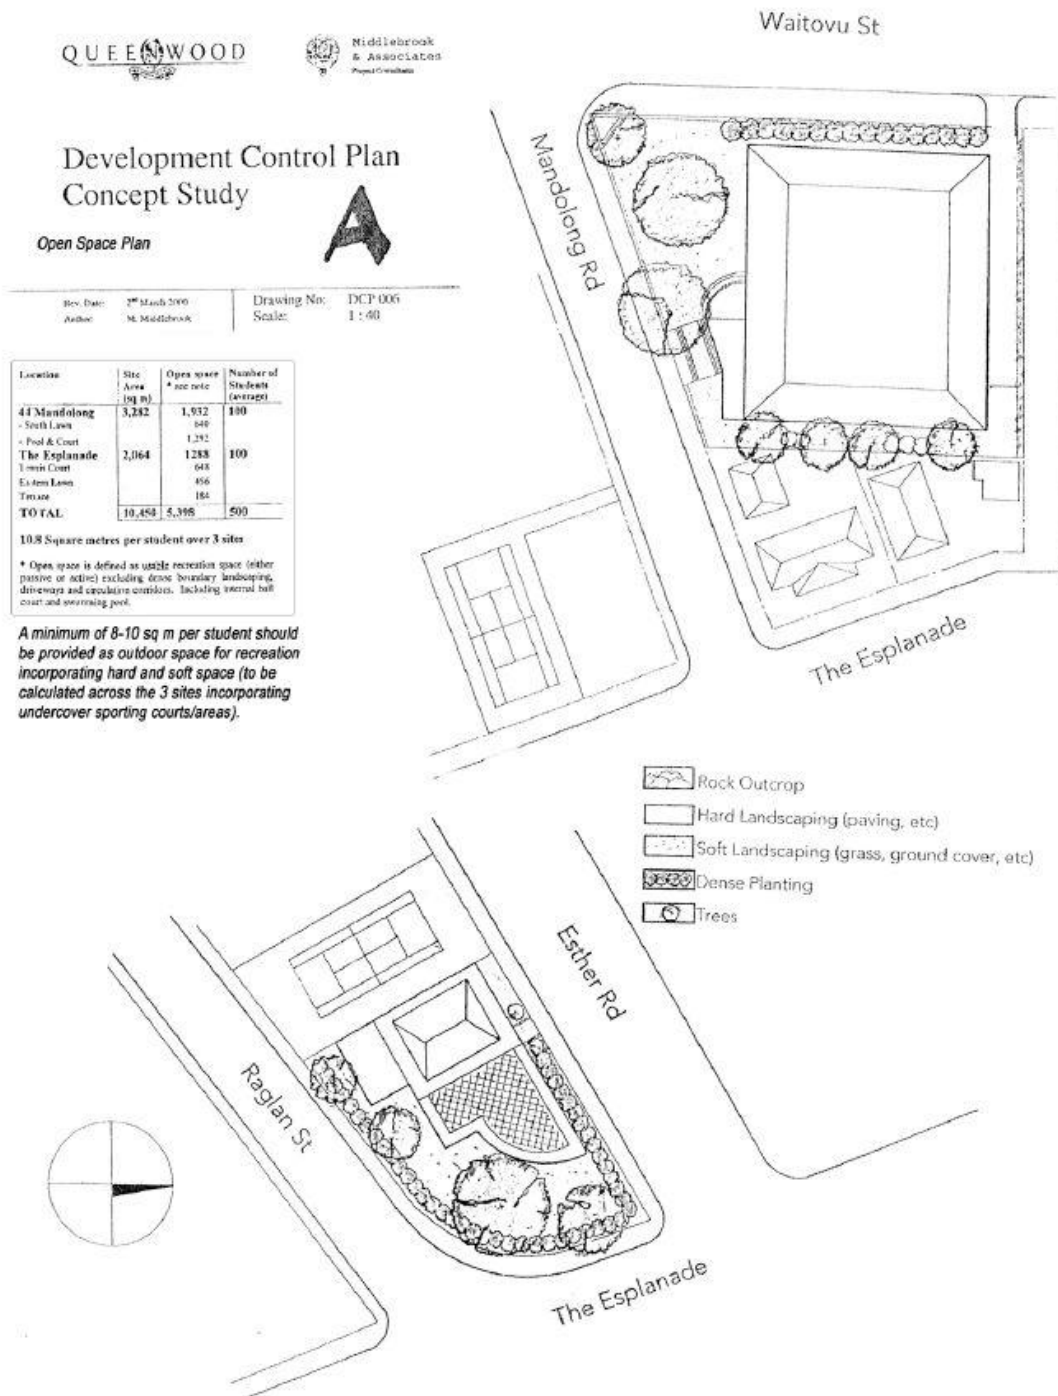 QUEENWOOD
Middlebrook
& Associates
Project Consultants
Waitovu St
Development Control Plan
Concept Study
A
Open Space Plan
Rev. Date: 2nd March 2000
Author: M. Middlebrook
Drawing No: DCP 006
Scale: 1 : 40
Mandolong Rd
Location Site Area (sq m) Open space * see note Number of Students (average)
44 Mandolong 3,282 1,932 100
- South Lawn 640
- Pool & Court 1,292
The Esplanade 2,064 1288 100
Tennis Court 648
Eastern Lawn 456
Terrace 184
TOTAL 10,450 5,398 500
10.8 Square metres per student over 3 sites
* Open space is defined as usable recreation space (either
passive or active) excluding dense boundary landscaping,
driveways and circulation corridors. Including internal ball
court and swimming pool.
A minimum of 8-10 sq m per student should
be provided as outdoor space for recreation
incorporating hard and soft space (to be
calculated across the 3 sites incorporating
undercover sporting courts/areas).
The Esplanade
Rock Outcrop
Hard Landscaping (paving, etc)
Soft Landscaping (grass, ground cover, etc)
Dense Planting
Trees
Esther Rd
Raglan St
The Esplanade